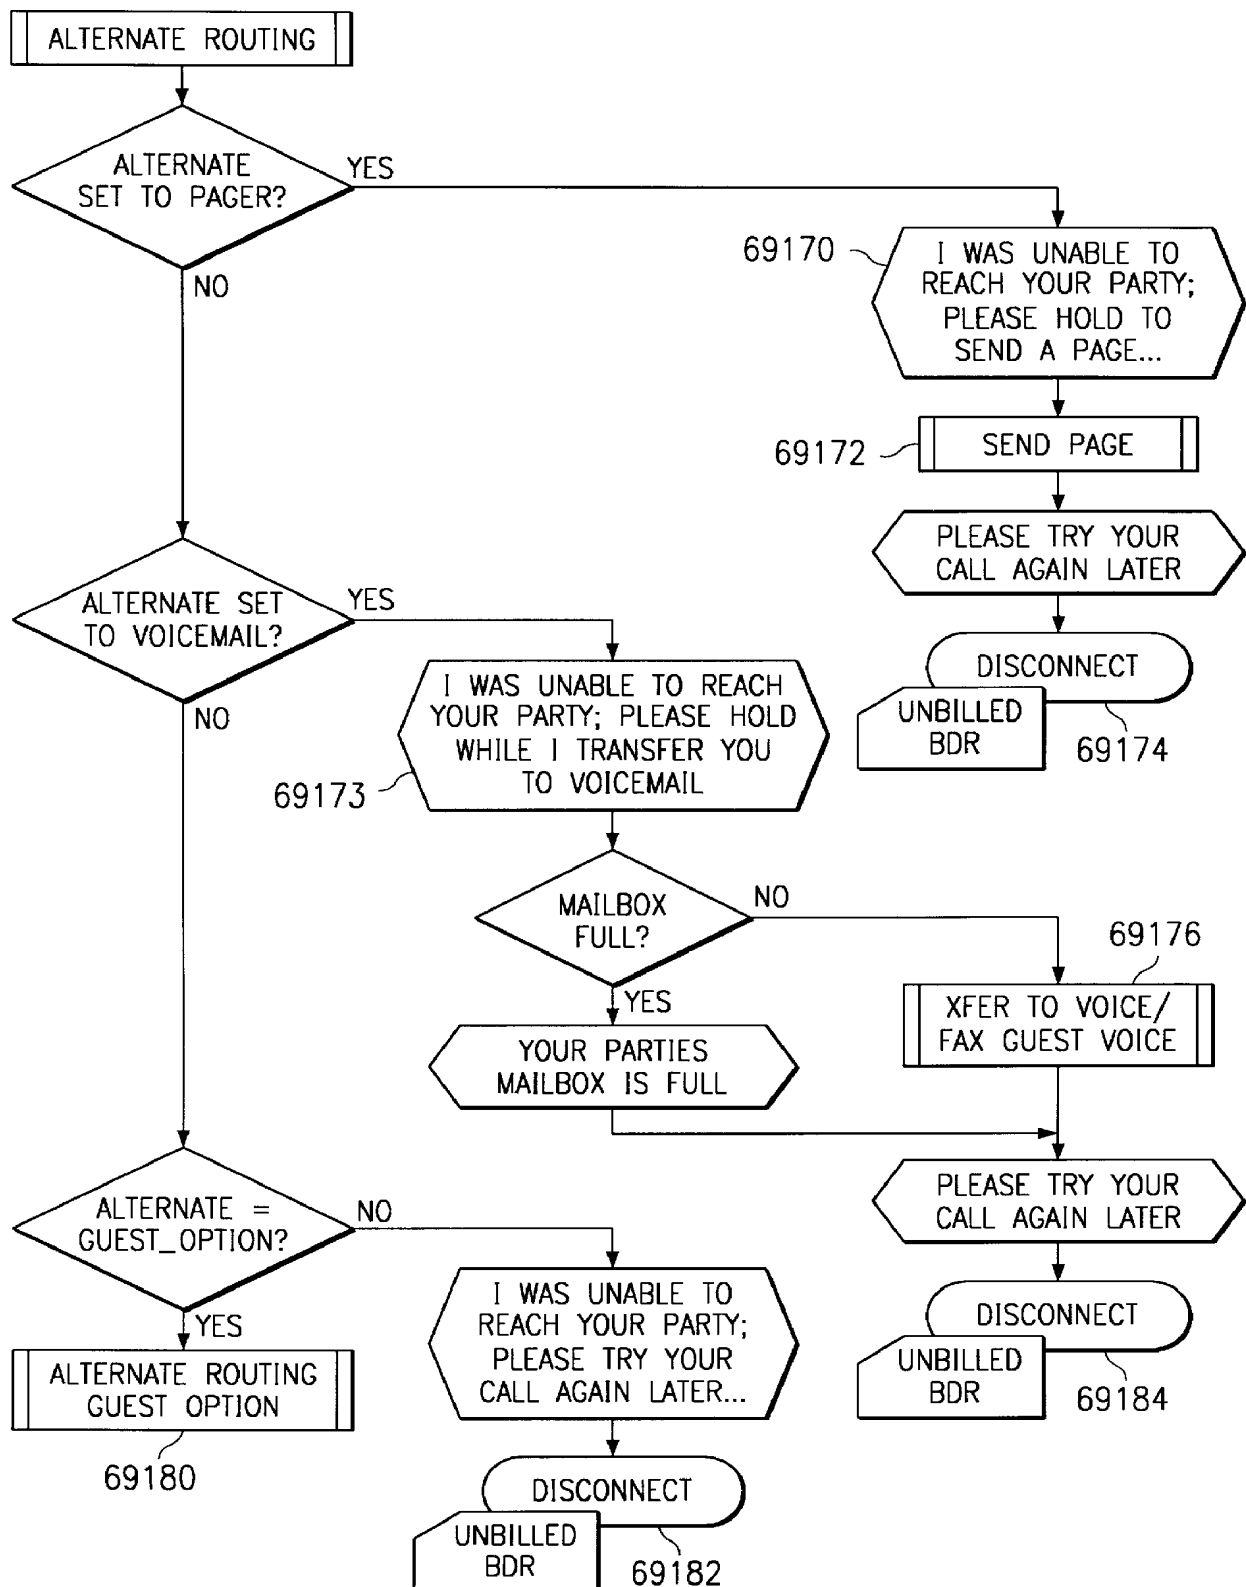 ALTERNATE ROUTING
ALTERNATE
SET TO PAGER?
YES
NO
69170
I WAS UNABLE TO
REACH YOUR PARTY;
PLEASE HOLD TO
SEND A PAGE...
69172
SEND PAGE
PLEASE TRY YOUR
CALL AGAIN LATER
DISCONNECT
UNBILLED
BDR
69174
ALTERNATE SET
TO VOICEMAIL?
YES
NO
I WAS UNABLE TO REACH
YOUR PARTY; PLEASE HOLD
WHILE I TRANSFER YOU
TO VOICEMAIL
69173
MAILBOX
FULL?
NO
YES
69176
XFER TO VOICE/
FAX GUEST VOICE
YOUR PARTIES
MAILBOX IS FULL
PLEASE TRY YOUR
CALL AGAIN LATER
DISCONNECT
UNBILLED
BDR
69184
ALTERNATE =
GUEST_OPTION?
NO
YES
ALTERNATE ROUTING
GUEST OPTION
69180
I WAS UNABLE TO
REACH YOUR PARTY;
PLEASE TRY YOUR
CALL AGAIN LATER...
DISCONNECT
UNBILLED
BDR
69182